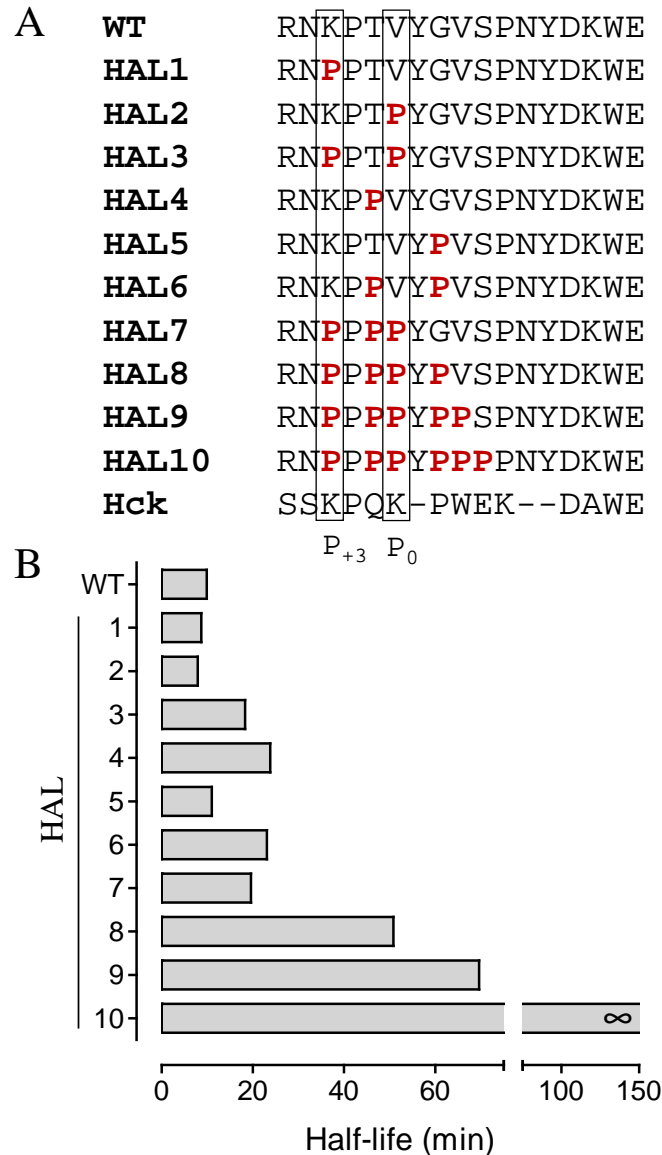 A
WT RNKPTVYGVSPNYDKWE
HAL1 RNPPTVYGVSPNYDKWE
HAL2 RNKPTPYGVSPNYDKWE
HAL3 RNPPTPYGVSPNYDKWE
HAL4 RNKPPVYGVSPNYDKWE
HAL5 RNKPTVYPVSPNYDKWE
HAL6 RNKPPVYPVSPNYDKWE
HAL7 RNPPPPYGVSPNYDKWE
HAL8 RNPPPPYPVSPNYDKWE
HAL9 RNPPPPYPPSPNYDKWE
HAL10 RNPPPPYPPPPNYDKWE
Hck SSKPQK-PWEK--DAWE
P+3 P0
B
WT
1
2
3
4
5
6
7
8
9
10 ∞
HAL
0 20 40 60 100 150
Half-life (min)